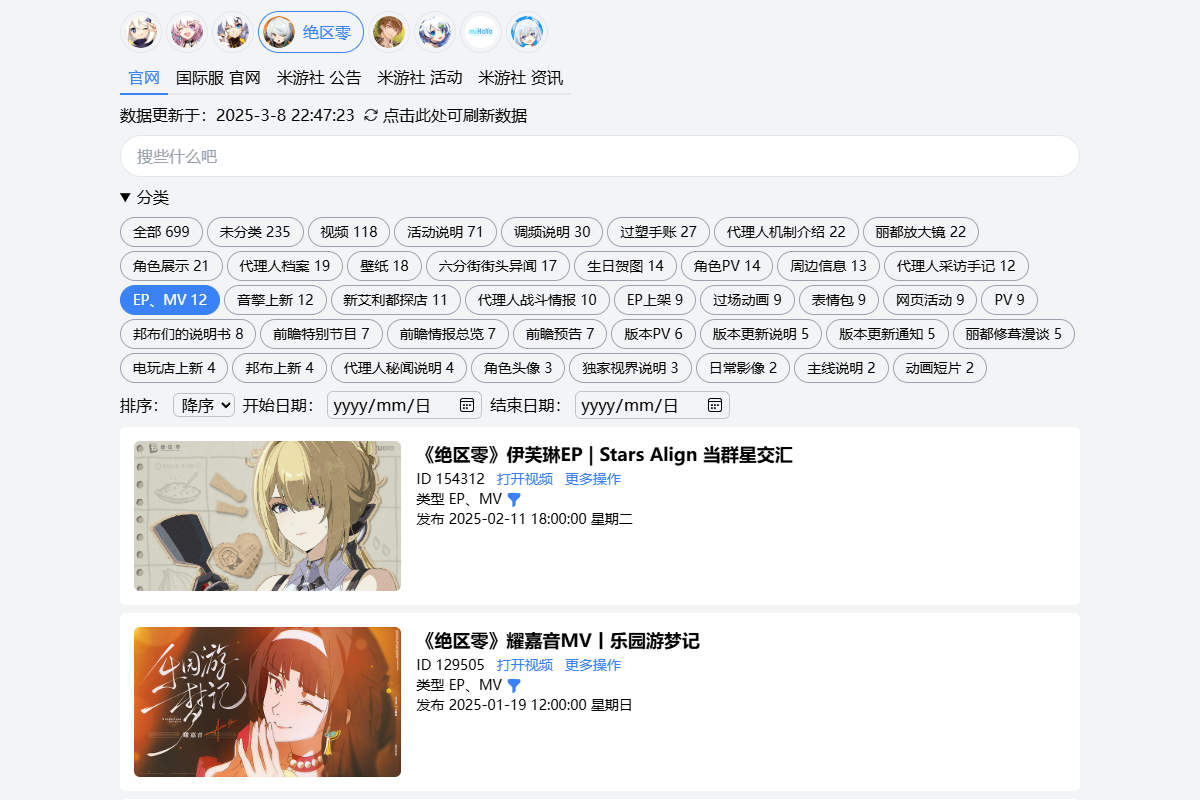 miHoYo
绝区零
官网 国际服 官网 米游社 公告 米游社 活动 米游社 资讯
数据更新于：2025-3-8 22:47:23 点击此处可刷新数据
搜些什么吧
▼ 分类
全部 699 未分类 235 视频 118 活动说明 71 调频说明 30 过塑手账 27 代理人机制介绍 22 丽都放大镜 22
角色展示 21 代理人档案 19 壁纸 18 六分街街头异闻 17 生日贺图 14 角色PV 14 周边信息 13 代理人采访手记 12
EP、MV 12 音擎上新 12 新艾利都探店 11 代理人战斗情报 10 EP上架 9 过场动画 9 表情包 9 网页活动 9 PV 9
邦布们的说明书 8 前瞻特别节目 7 前瞻情报总览 7 前瞻预告 7 版本PV 6 版本更新说明 5 版本更新通知 5 丽都修葺漫谈 5
电玩店上新 4 邦布上新 4 代理人秘闻说明 4 角色头像 3 独家视界说明 3 日常影像 2 主线说明 2 动画短片 2
排序： 降序 开始日期： yyyy/mm/日 结束日期： yyyy/mm/日
《绝区零》伊芙琳EP | Stars Align 当群星交汇
ID 154312 打开视频 更多操作
类型 EP、MV
发布 2025-02-11 18:00:00 星期二
乐园游梦记
耀嘉音
《绝区零》耀嘉音MV丨乐园游梦记
ID 129505 打开视频 更多操作
类型 EP、MV
发布 2025-01-19 12:00:00 星期日